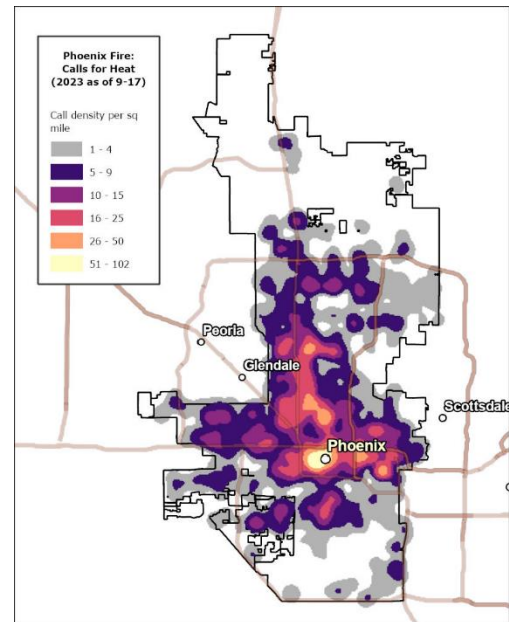 Phoenix Fire:
Calls for Heat
(2023 as of 9-17)
Call density per sq
mile
1 - 4
5 - 9
10 - 15
16 - 25
26 - 50
51 - 102
Peoria
Glendale
Scottsdale
Phoenix